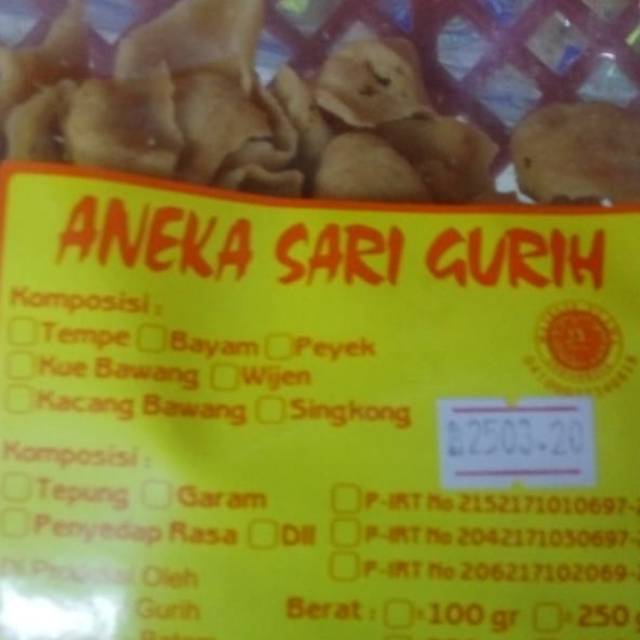 ANEKA SARI GURIH
Komposisi :
Tempe Bayam Peyek
Kue Bawang Wijen
Kacang Bawang Singkong
2503.20
Komposisi :
Tepung Garam
Penyedap Rasa Dll
P-IRT No 2152171010697-
P-IRT No 2042171030697-
P-IRT No 206217102069-
Oleh
Gurih
Berat : 100 gr 250